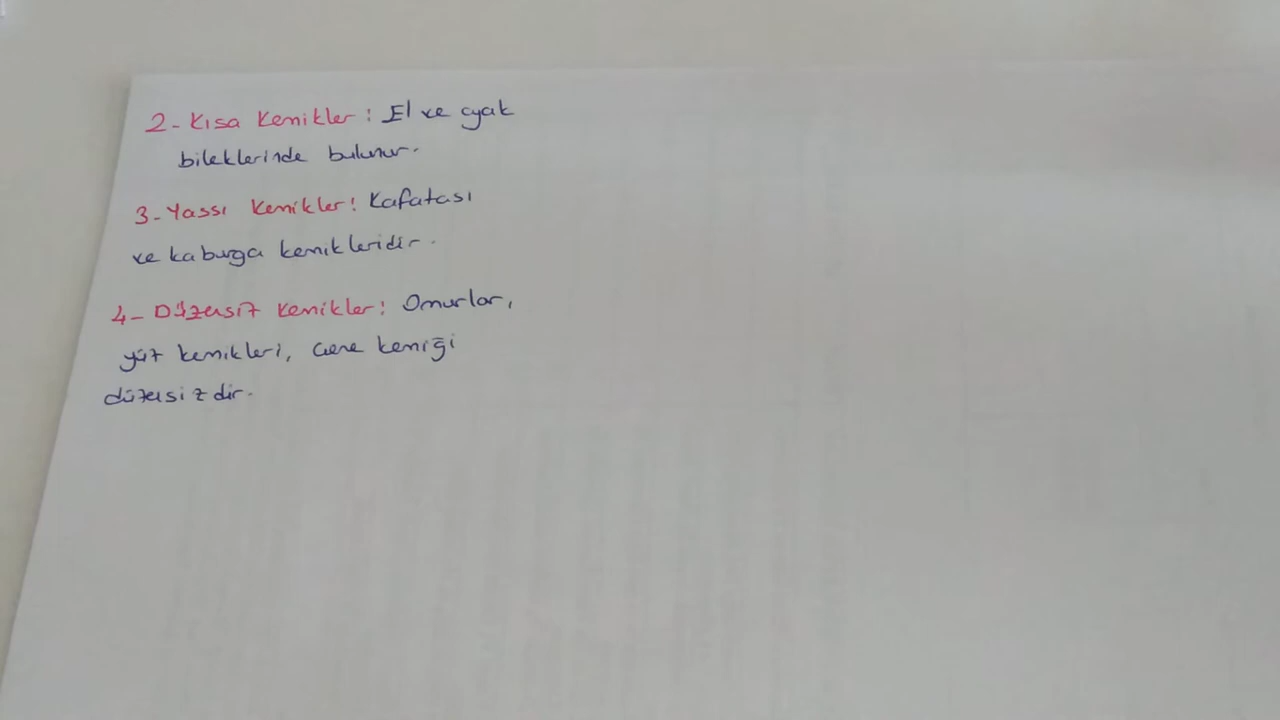 2- Kısa Kemikler : El ve ayak
bileklerinde bulunur.
3- Yassı Kemikler : Kafatası
ve kaburga kemikleridir.
4- Düzensiz Kemikler : Omurlar,
yüz kemikleri, çene kemiği
düzensizdir.